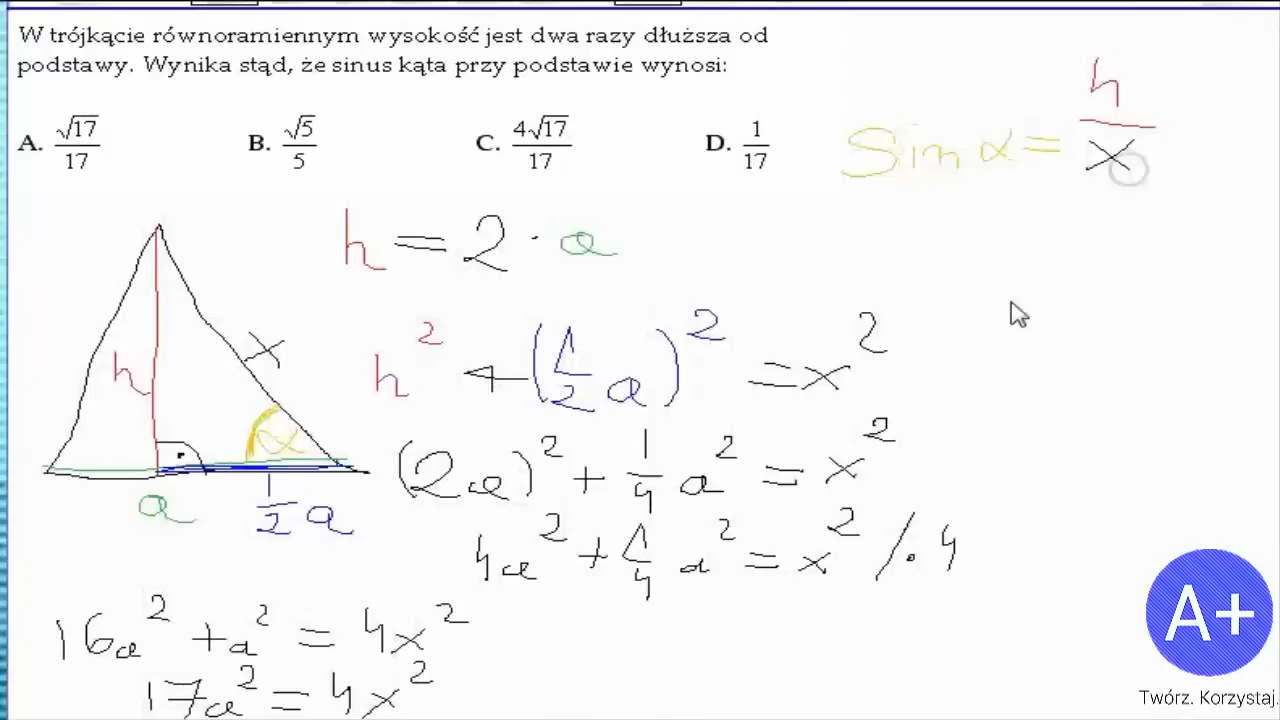 W trójkącie równoramiennym wysokość jest dwa razy dłuższa od
podstawy. Wynika stąd, że sinus kąta przy podstawie wynosi:
A. √17/17 B. √5/5 C. 4√17/17 D. 1/17
sin α = h/x
h = 2 · a
h² + (1/2 a)² = x²
(2a)² + 1/4 a² = x²
4a² + 1/4 a² = x² /· 4
16a² + a² = 4x²
17a² = 4x²
h
x
α
a
1/2 a
A+
Twórz. Korzystaj.